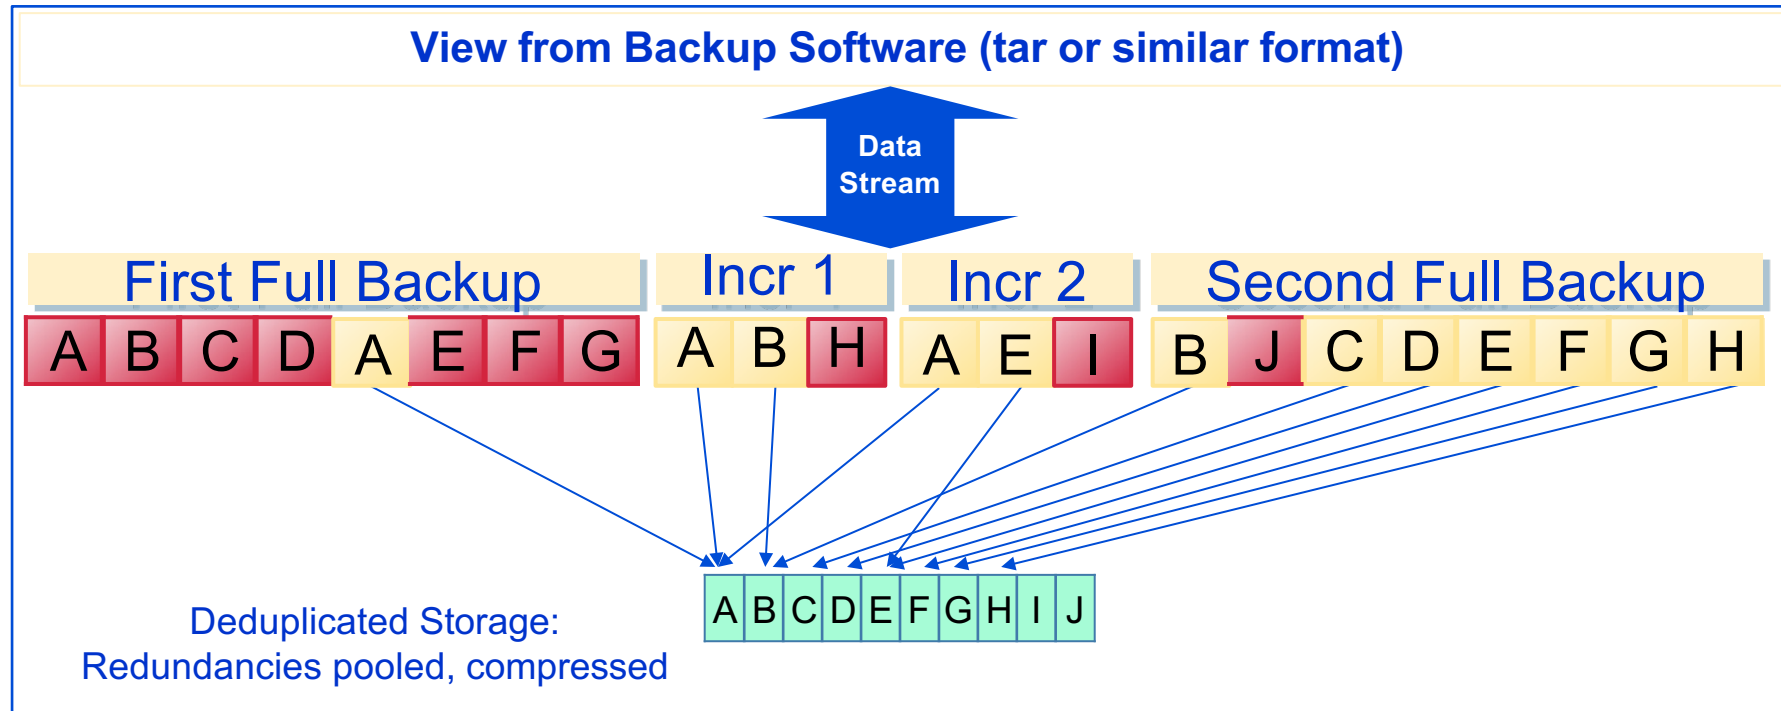 View from Backup Software (tar or similar format)
Data
Stream
First Full Backup
Incr 1
Incr 2
Second Full Backup
A B C D A E F G
A B H
A E I
B J C D E F G H
A B C D E F G H I J
Deduplicated Storage:
Redundancies pooled, compressed